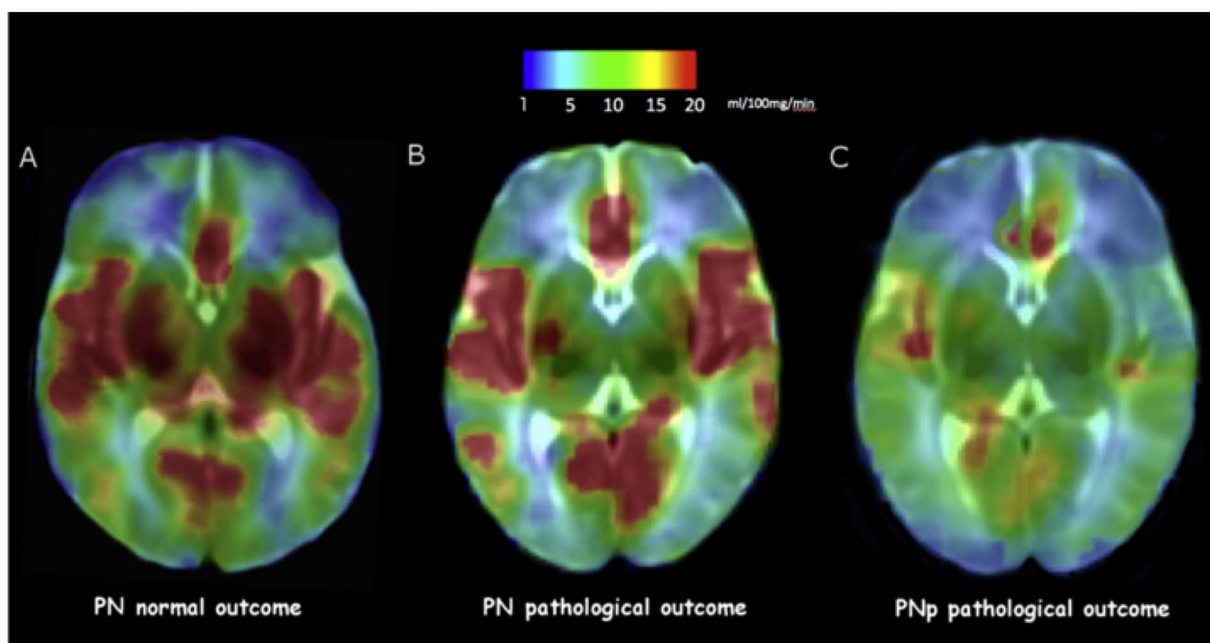 1 5 10 15 20 ml/100mg/min
A B C
PN normal outcome PN pathological outcome PNp pathological outcome